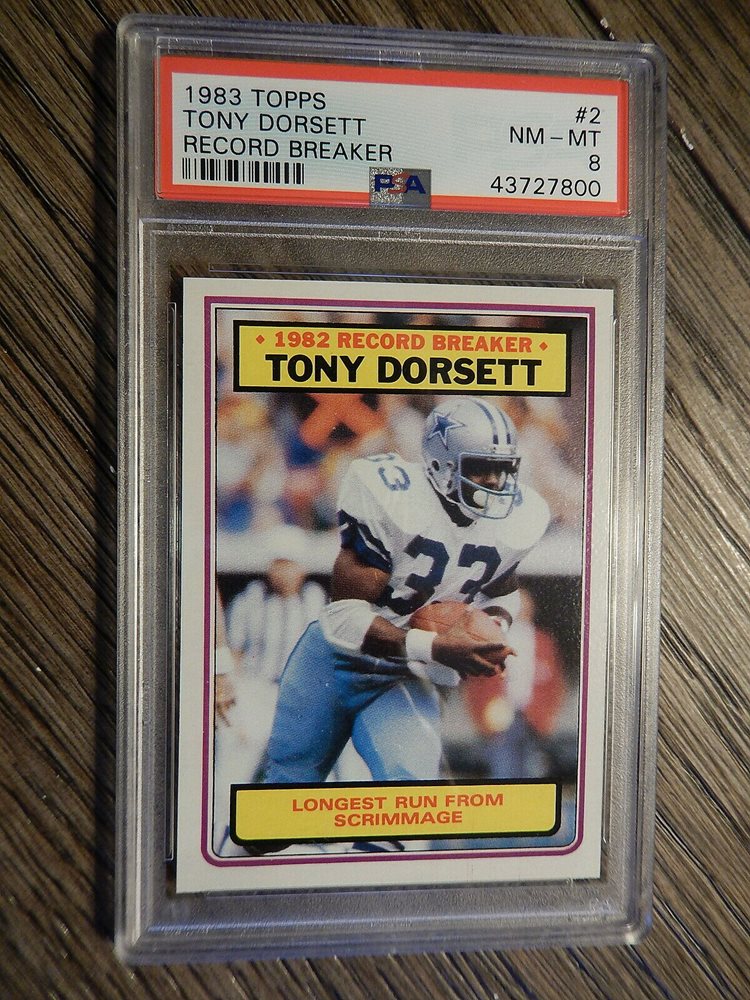 1983 TOPPS #2
TONY DORSETT NM - MT
RECORD BREAKER 8
PSA 43727800
1982 RECORD BREAKER
TONY DORSETT
33
33
LONGEST RUN FROM
SCRIMMAGE